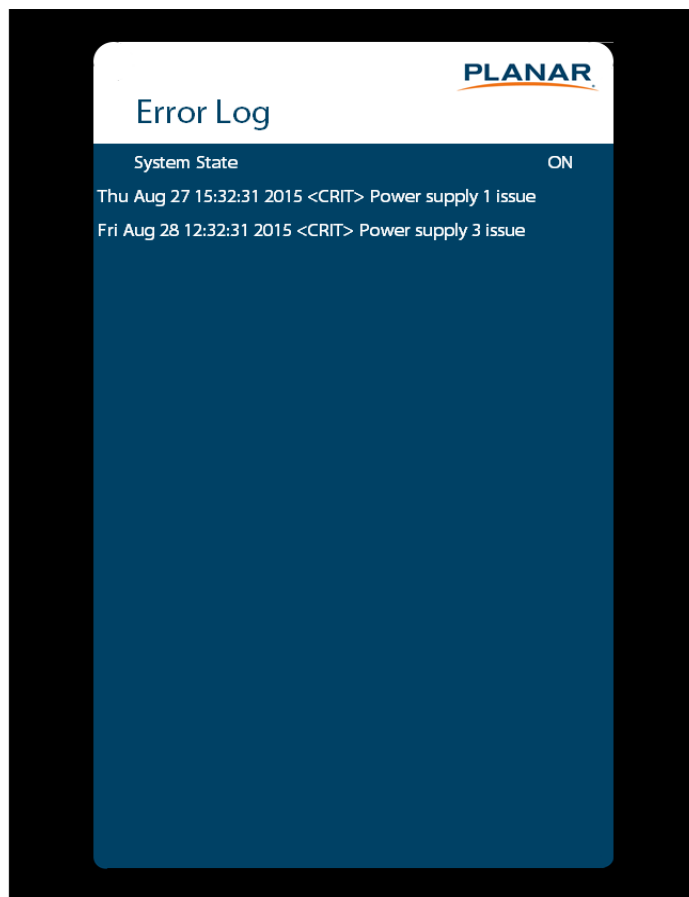 PLANAR
Error Log
System State ON
Thu Aug 27 15:32:31 2015 <CRIT> Power supply 1 issue
Fri Aug 28 12:32:31 2015 <CRIT> Power supply 3 issue